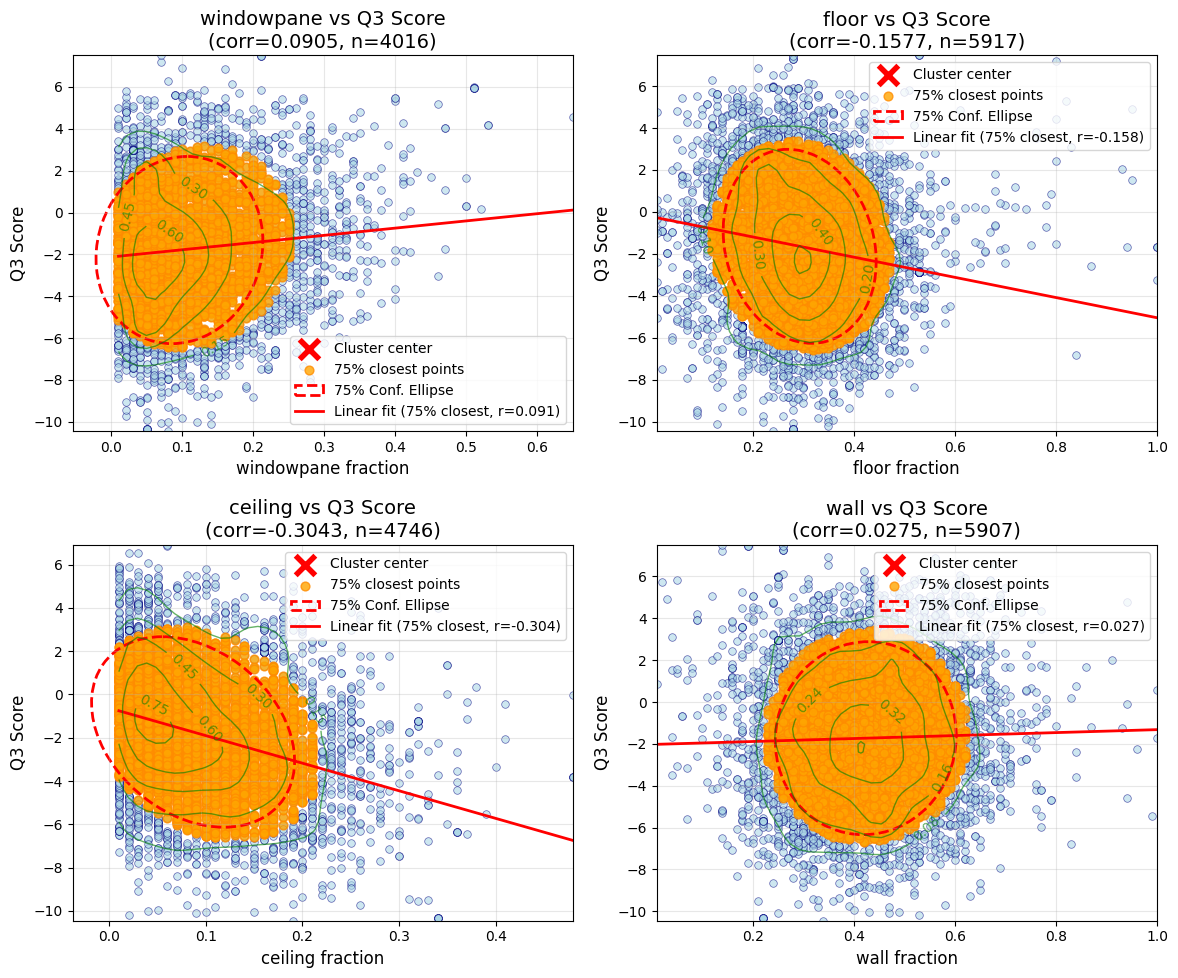 windowpane vs Q3 Score
(corr=0.0905, n=4016)
6
4
2
0
−2
−4
−6
−8
−10
Q3 Score
0.45
0.30
0.60
Cluster center
75% closest points
75% Conf. Ellipse
Linear fit (75% closest, r=0.091)
0.0
0.1
0.2
0.3
0.4
0.5
0.6
windowpane fraction
floor vs Q3 Score
(corr=-0.1577, n=5917)
Cluster center
75% closest points
75% Conf. Ellipse
Linear fit (75% closest, r=-0.158)
6
4
2
0
−2
−4
−6
−8
−10
Q3 Score
0.40
0.30
0.20
0.2
0.4
0.6
0.8
1.0
floor fraction
ceiling vs Q3 Score
(corr=-0.3043, n=4746)
Cluster center
75% closest points
75% Conf. Ellipse
Linear fit (75% closest, r=-0.304)
6
4
2
0
−2
−4
−6
−8
−10
Q3 Score
0.45
0.30
0.75
0.60
0.0
0.1
0.2
0.3
0.4
ceiling fraction
wall vs Q3 Score
(corr=0.0275, n=5907)
Cluster center
75% closest points
75% Conf. Ellipse
Linear fit (75% closest, r=0.027)
6
4
2
0
−2
−4
−6
−8
−10
Q3 Score
0.24
0.32
0.16
0.2
0.4
0.6
0.8
1.0
wall fraction